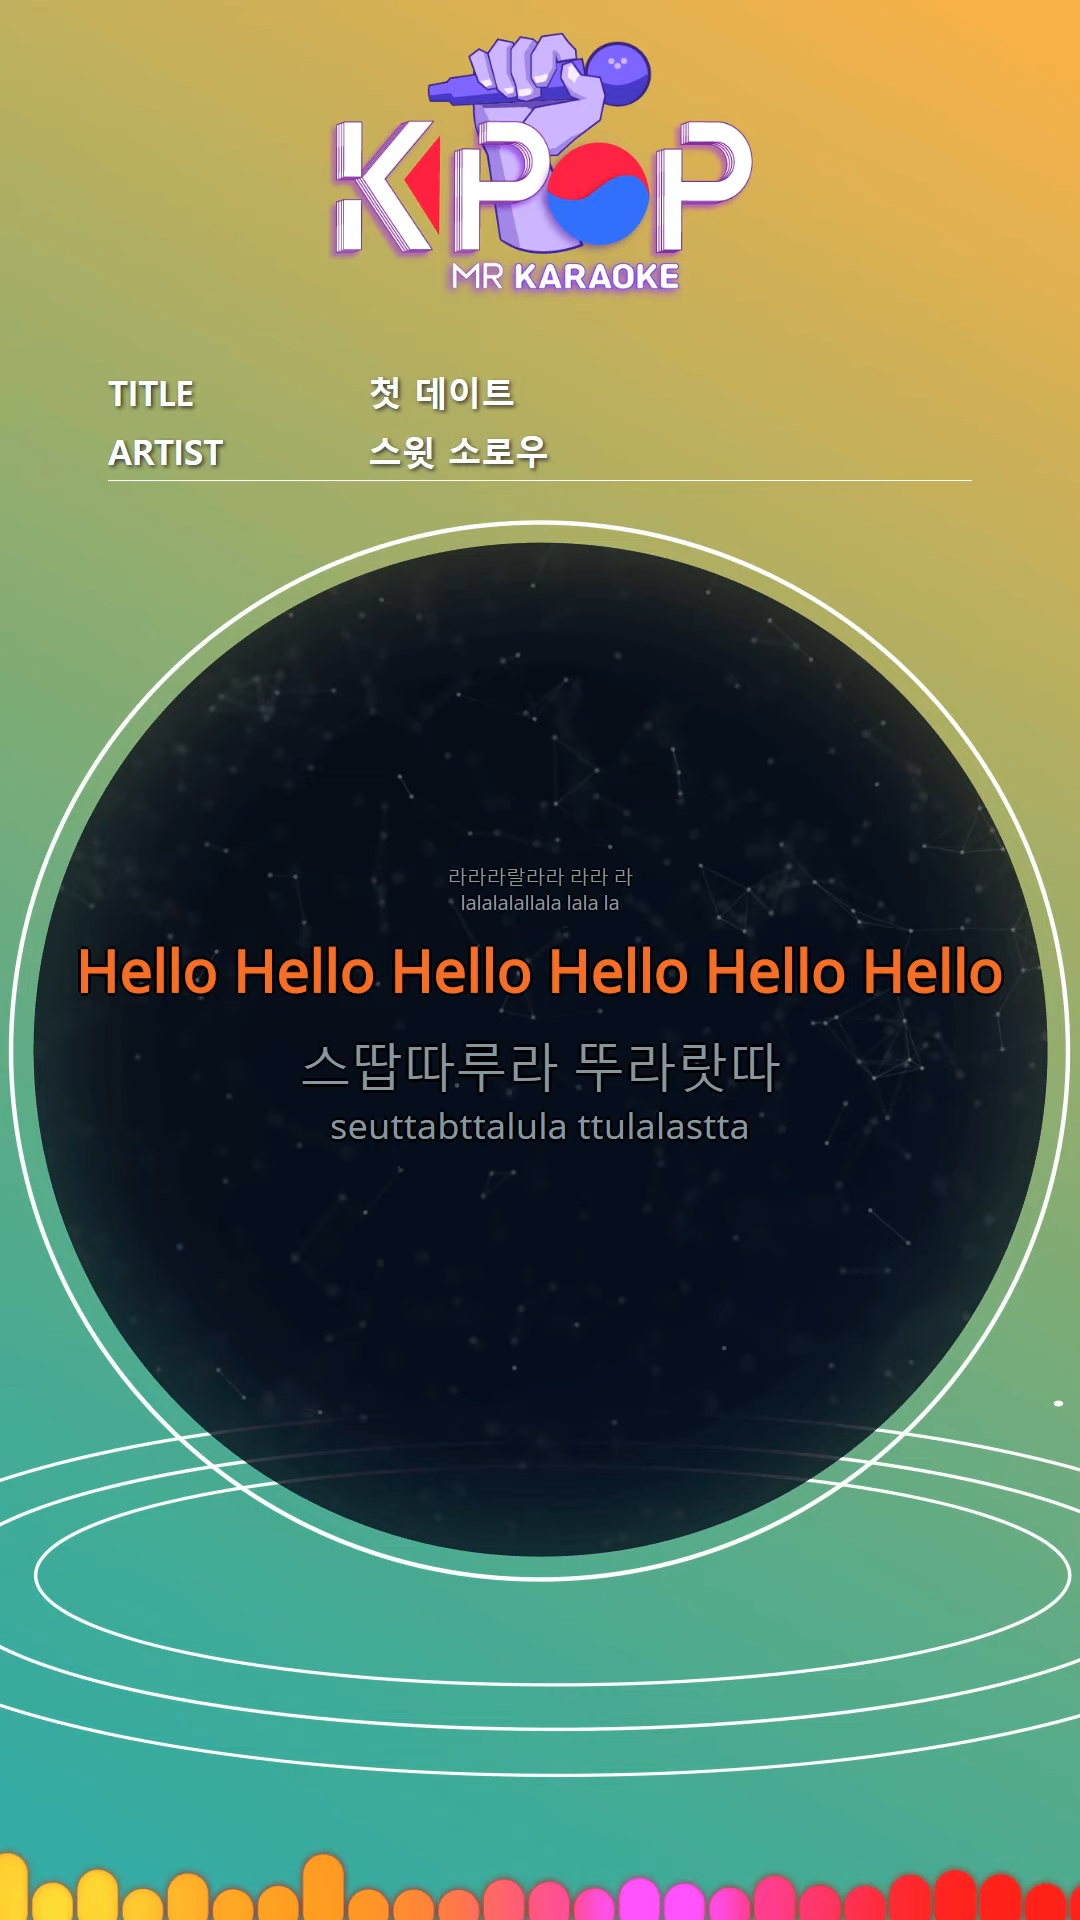 KPOP
MR KARAOKE
TITLE 첫 데이트
ARTIST 스윗 소로우
라라라랄라라 라라 라
lalalalallala lala la
Hello Hello Hello Hello Hello Hello
스땁따루라 뚜라랏따
seuttabttalula ttulalastta